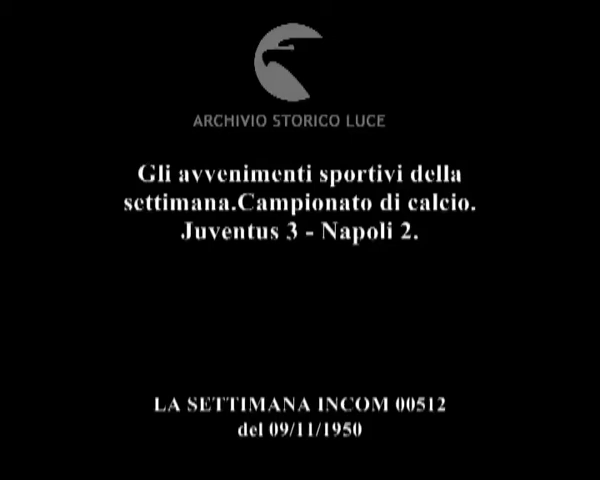 ARCHIVIO STORICO LUCE
Gli avvenimenti sportivi della
settimana.Campionato di calcio.
Juventus 3 - Napoli 2.
LA SETTIMANA INCOM 00512
del 09/11/1950